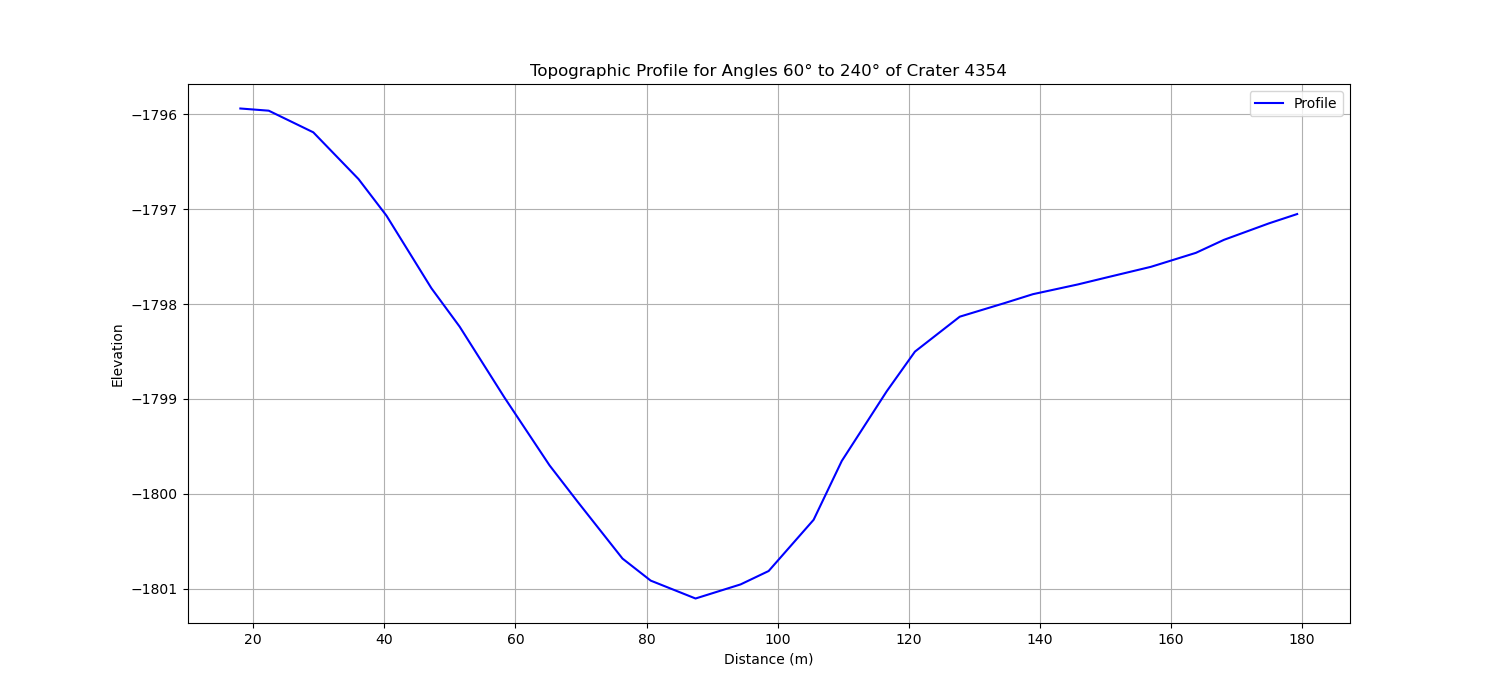 Topographic Profile for Angles 60° to 240° of Crater 4354
Profile
−1796
−1797
−1798
−1799
−1800
−1801
Elevation
20 40 60 80 100 120 140 160 180
Distance (m)